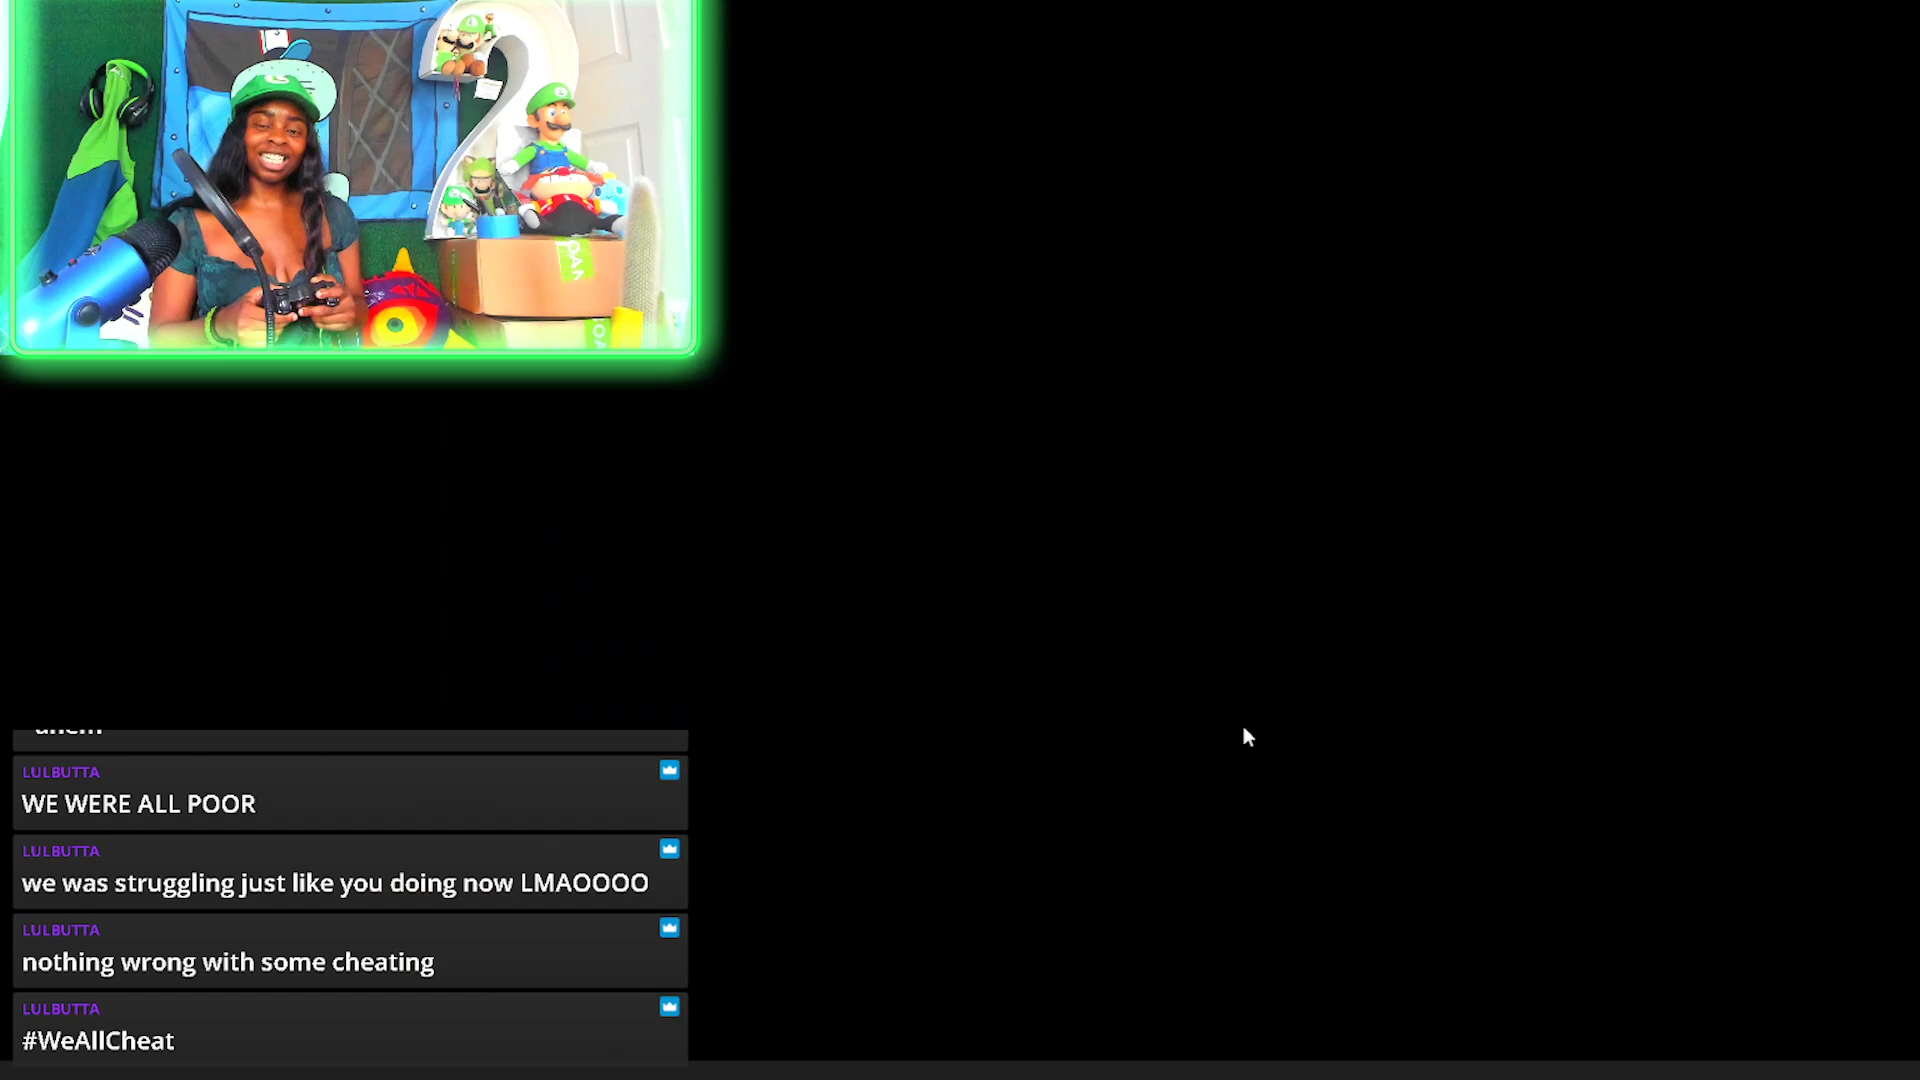 LULBUTTA
WE WERE ALL POOR
LULBUTTA
we was struggling just like you doing now LMAOOOO
LULBUTTA
nothing wrong with some cheating
LULBUTTA
#WeAllCheat